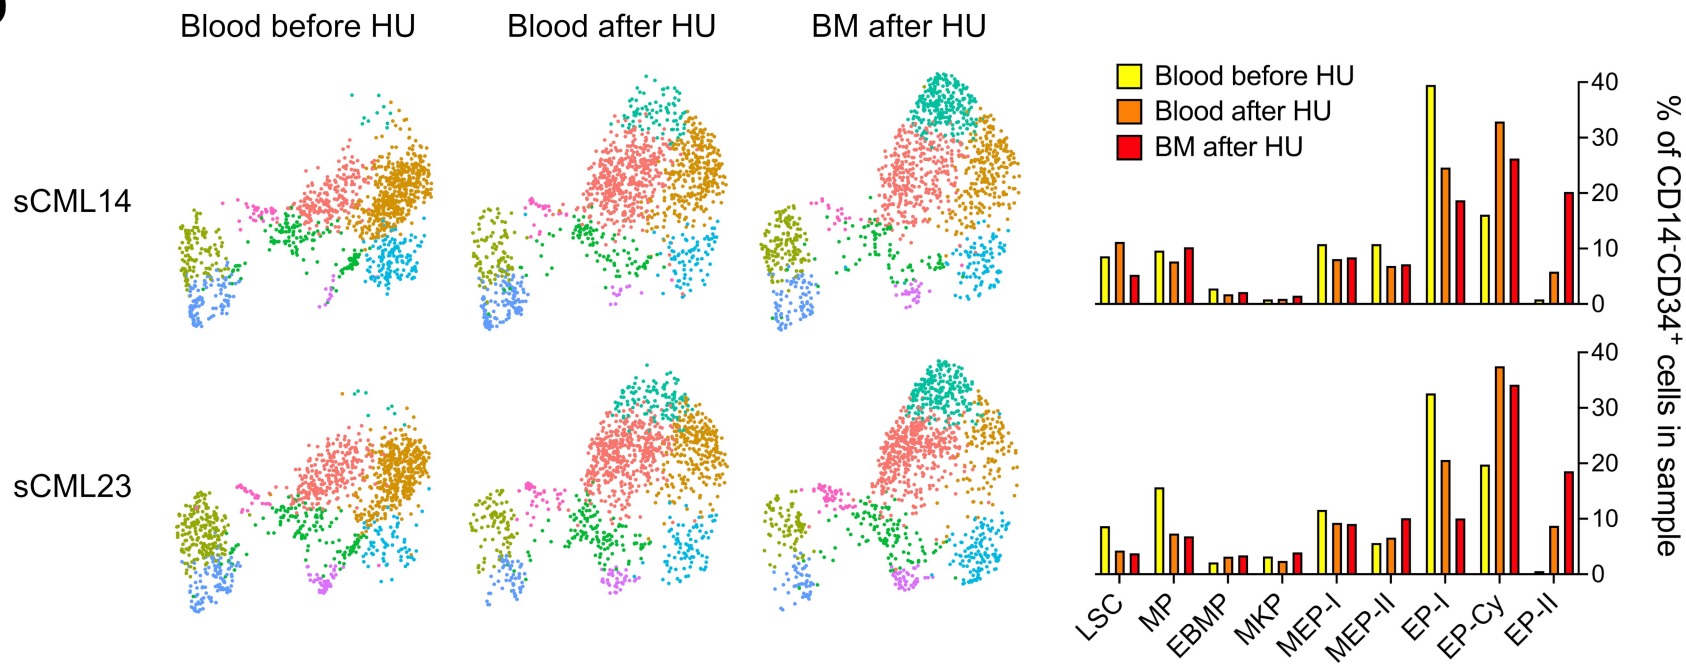 Blood before HU
Blood after HU
BM after HU
sCML14
sCML23
Blood before HU
Blood after HU
BM after HU
40
30
20
10
0
40
30
20
10
0
% of CD14⁻CD34⁺ cells in sample
LSC
MP
EBMP
MKP
MEP-I
MEP-II
EP-I
EP-Cy
EP-II